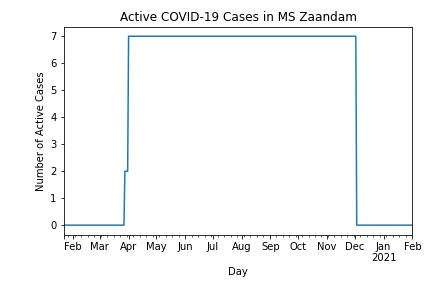 Active COVID-19 Cases in MS Zaandam
Number of Active Cases
7
6
5
4
3
2
1
0
Feb Mar Apr May Jun Jul Aug Sep Oct Nov Dec Jan Feb
2021
Day